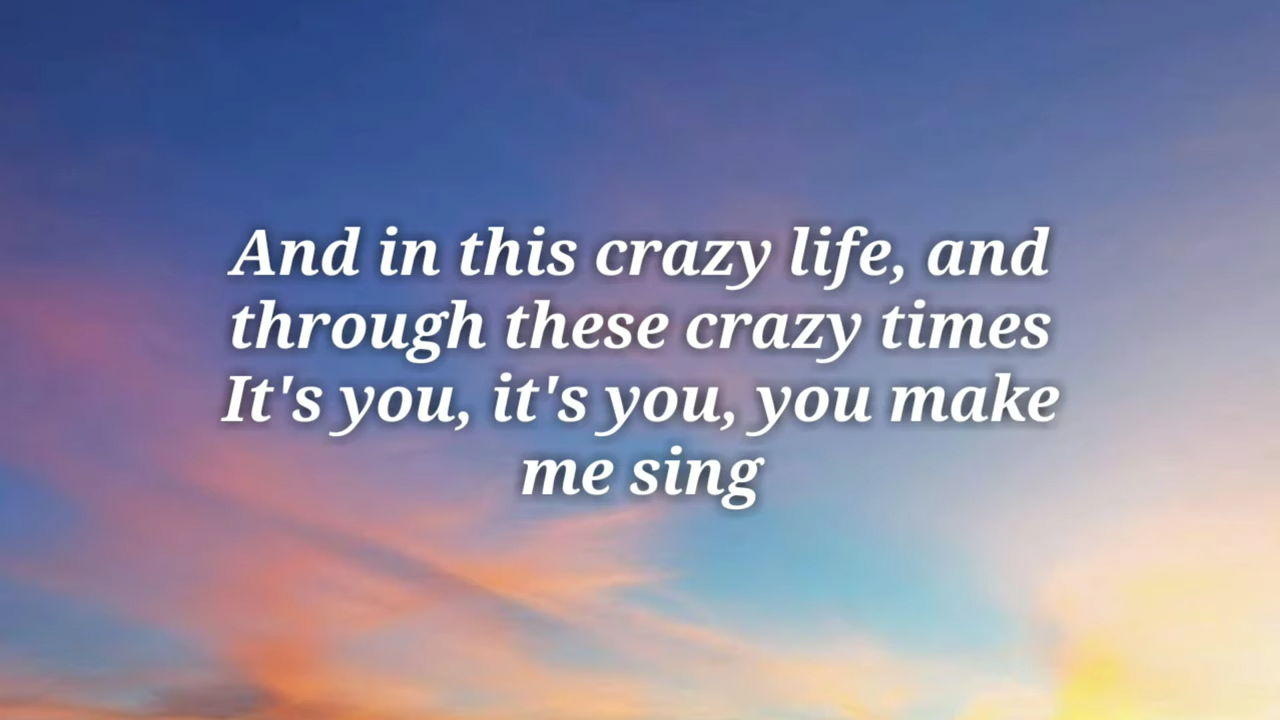 And in this crazy life, and
through these crazy times
It's you, it's you, you make
me sing